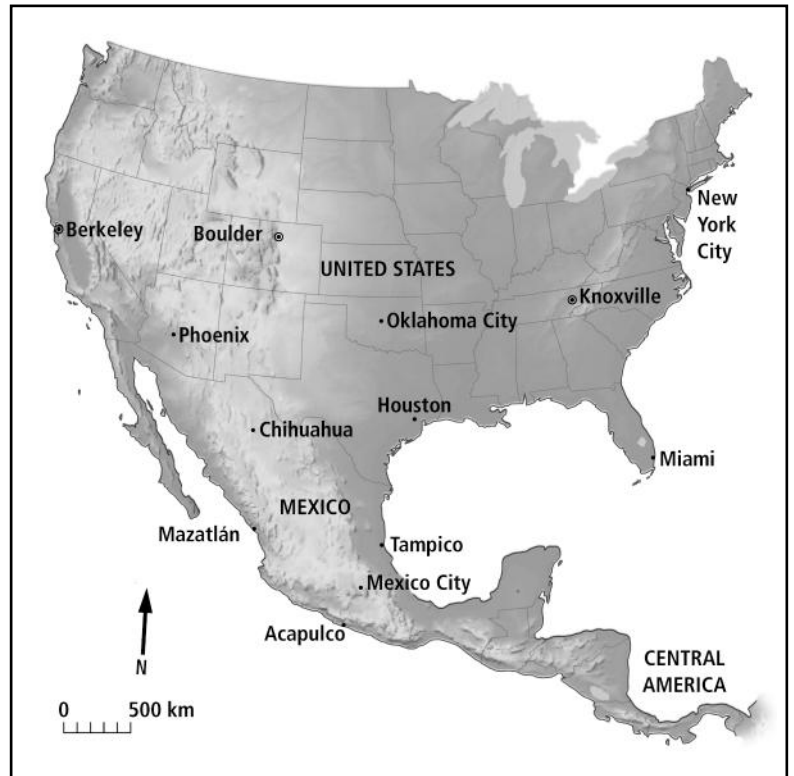 Berkeley
Boulder
UNITED STATES
New
York
City
Knoxville
Phoenix
Oklahoma City
Houston
Chihuahua
Miami
MEXICO
Mazatlán
Tampico
Mexico City
Acapulco
N
CENTRAL
AMERICA
0 500 km